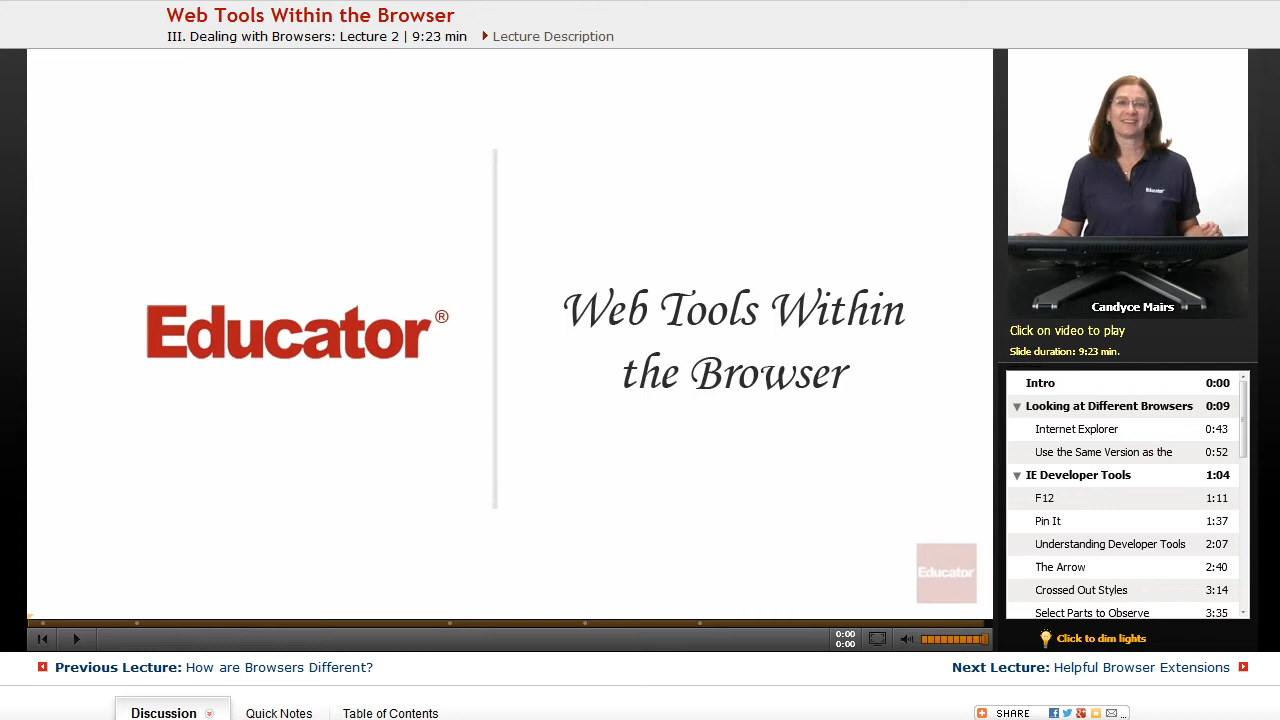 Web Tools Within the Browser
III. Dealing with Browsers: Lecture 2 | 9:23 min
Lecture Description
Educator®
Web Tools Within
the Browser
Educator
Educator
Candyce Mairs
Click on video to play
Slide duration: 9:23 min.
Intro 0:00
Looking at Different Browsers 0:09
Internet Explorer 0:43
Use the Same Version as the 0:52
IE Developer Tools 1:04
F12 1:11
Pin It 1:37
Understanding Developer Tools 2:07
The Arrow 2:40
Crossed Out Styles 3:14
Select Parts to Observe 3:35
0:00
0:00
Click to dim lights
Previous Lecture: How are Browsers Different?
Next Lecture: Helpful Browser Extensions
Discussion
Quick Notes
Table of Contents
SHARE